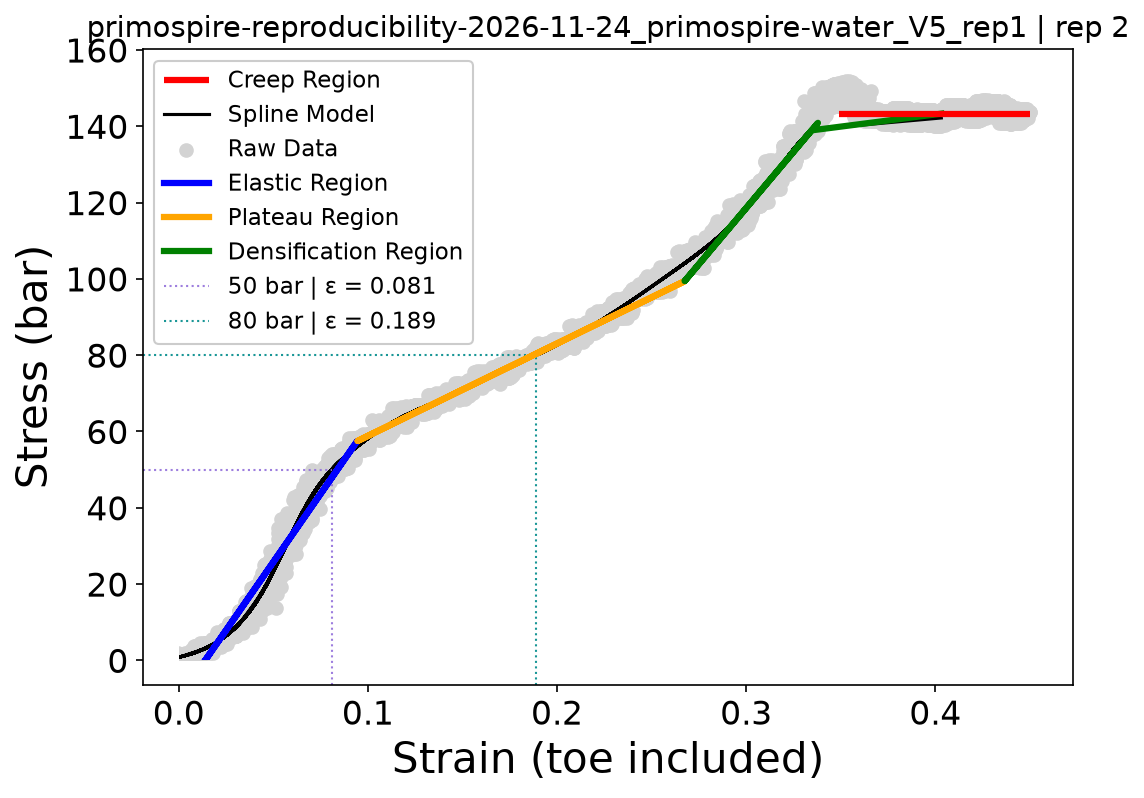 primospire-reproducibility-2026-11-24_primospire-water_V5_rep1 | rep 2
160
140
120
100
80
60
40
20
0
Stress (bar)
Creep Region
Spline Model
Raw Data
Elastic Region
Plateau Region
Densification Region
50 bar | ε = 0.081
80 bar | ε = 0.189
0.0 0.1 0.2 0.3 0.4
Strain (toe included)